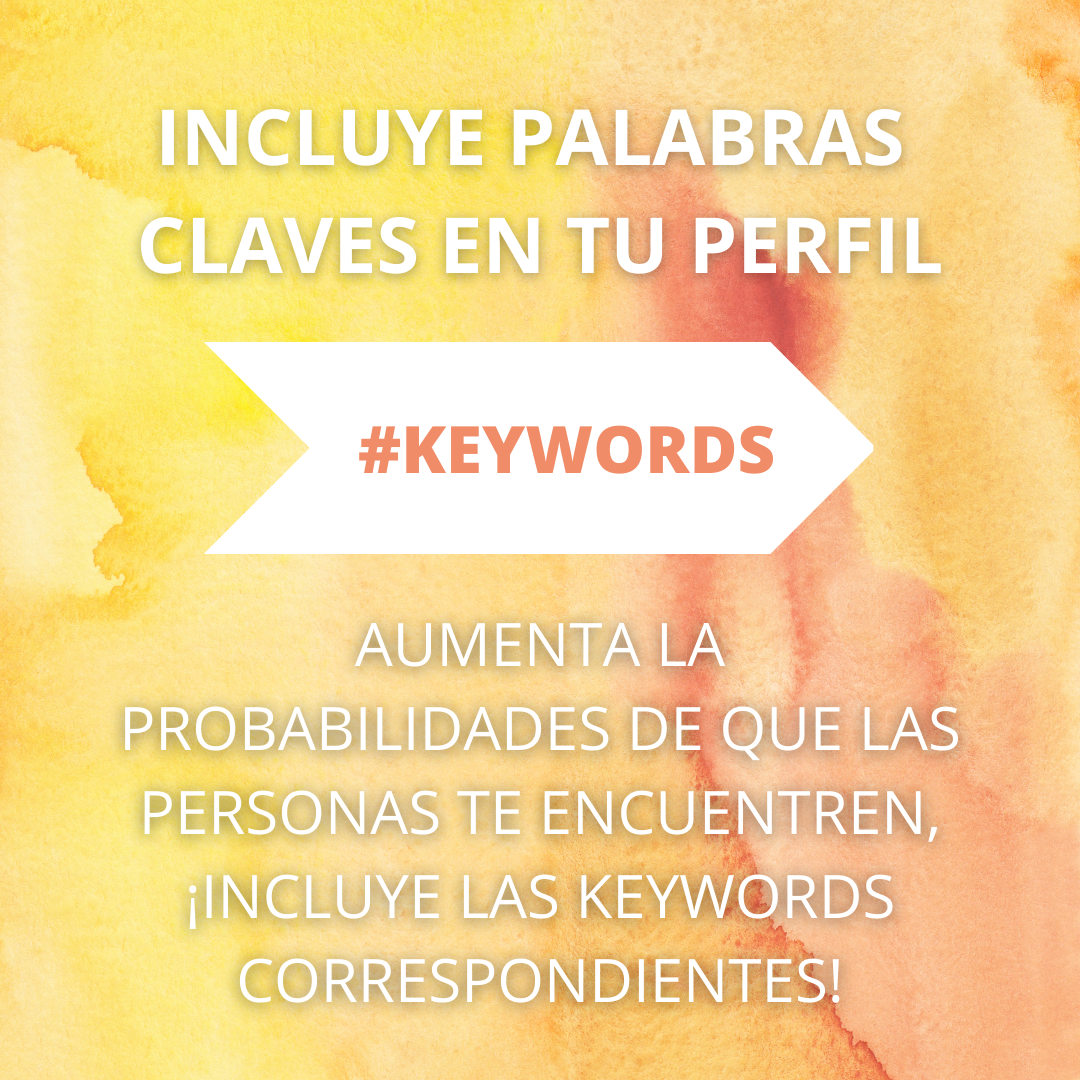 INCLUYE PALABRAS
CLAVES EN TU PERFIL
#KEYWORDS
AUMENTA LA
PROBABILIDADES DE QUE LAS
PERSONAS TE ENCUENTREN,
¡INCLUYE LAS KEYWORDS
CORRESPONDIENTES!